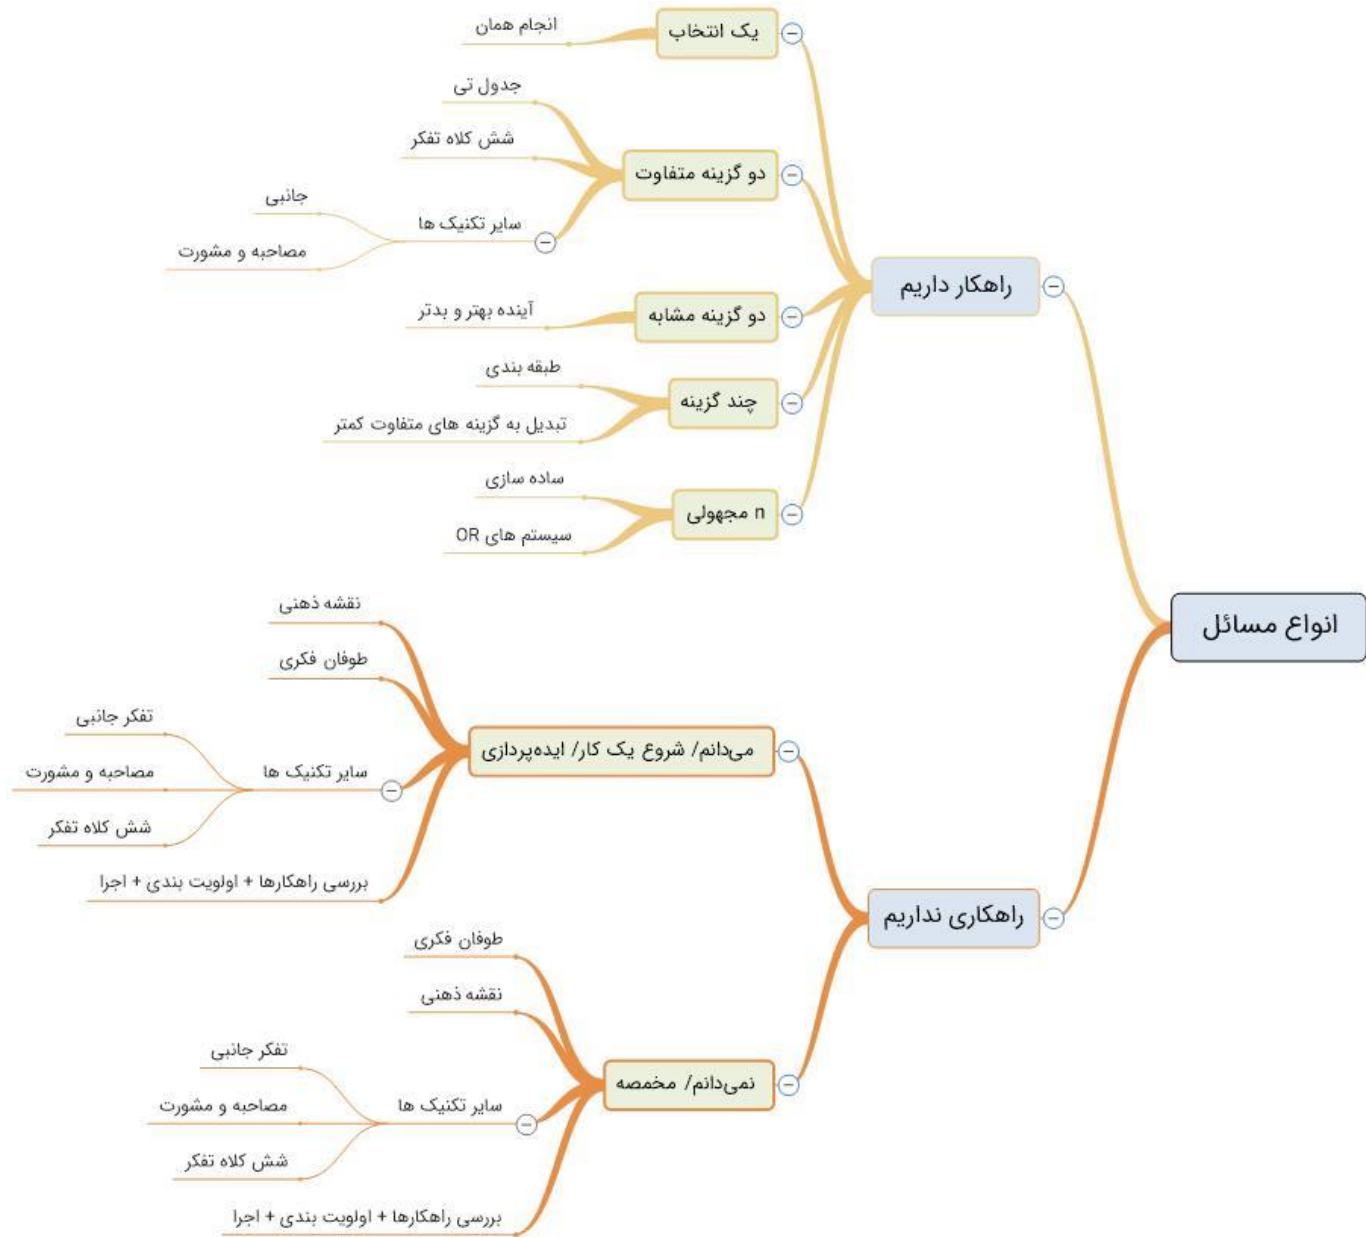 انواع مسائل
راهکار داریم
یک انتخاب
انجام همان
دو گزینه متفاوت
جدول تی
شش کلاه تفکر
سایر تکنیک ها
جانبی
مصاحبه و مشورت
دو گزینه مشابه
آینده بهتر و بدتر
چند گزینه
طبقه بندی
تبدیل به گزینه های متفاوت کمتر
n مجهولی
ساده سازی
سیستم های OR
راهکاری نداریم
می‌دانم/ شروع یک کار/ ایده‌پردازی
نقشه ذهنی
طوفان فکری
سایر تکنیک ها
تفکر جانبی
مصاحبه و مشورت
شش کلاه تفکر
بررسی راهکارها + اولویت بندی + اجرا
نمی‌دانم/ مخمصه
طوفان فکری
نقشه ذهنی
سایر تکنیک ها
تفکر جانبی
مصاحبه و مشورت
شش کلاه تفکر
بررسی راهکارها + اولویت بندی + اجرا